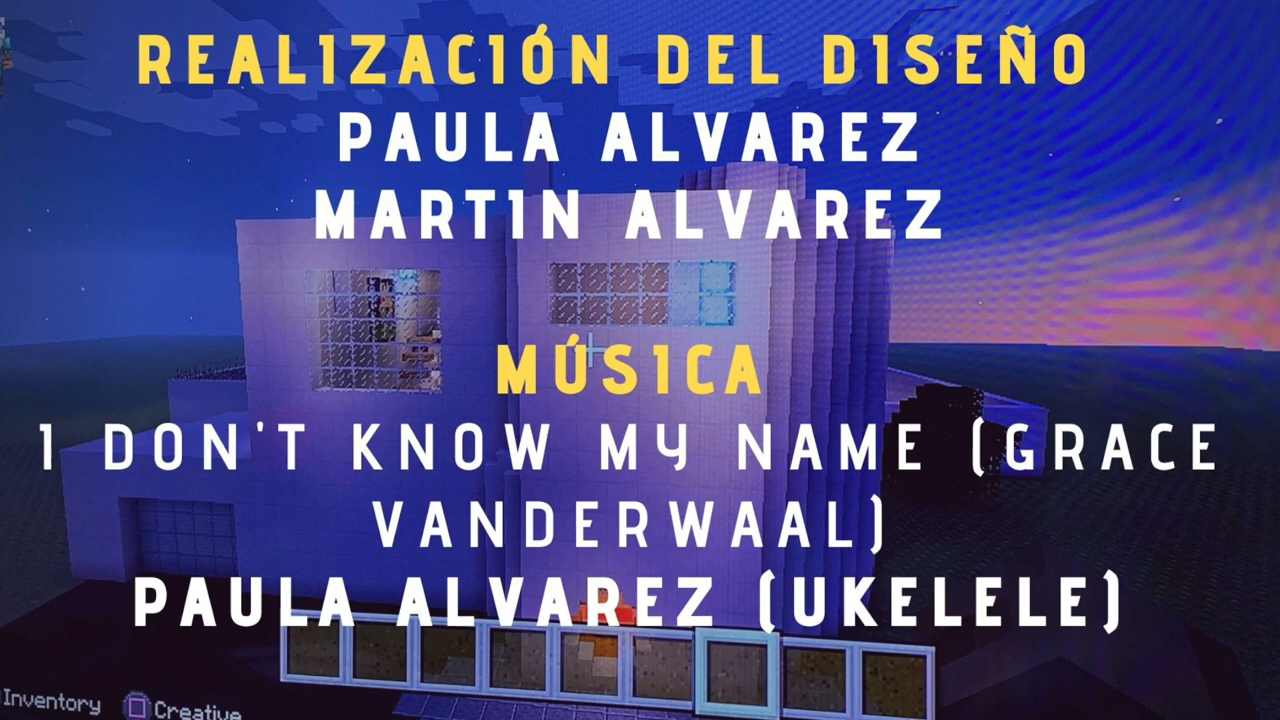 REALIZACIÓN DEL DISEÑO
PAULA ALVAREZ
MARTIN ALVAREZ
MÚSICA
I DON'T KNOW MY NAME (GRACE
VANDERWAAL)
PAULA ALVAREZ (UKELELE)
Inventory Creative